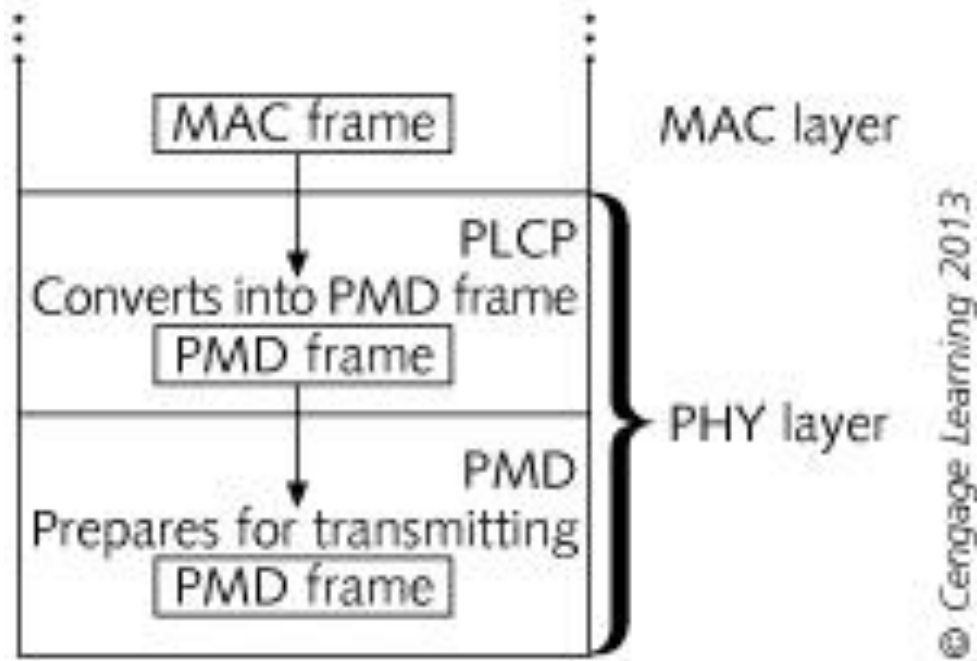 MAC frame
MAC layer
PLCP
Converts into PMD frame
PMD frame
PHY layer
PMD
Prepares for transmitting
PMD frame
© Cengage Learning 2013